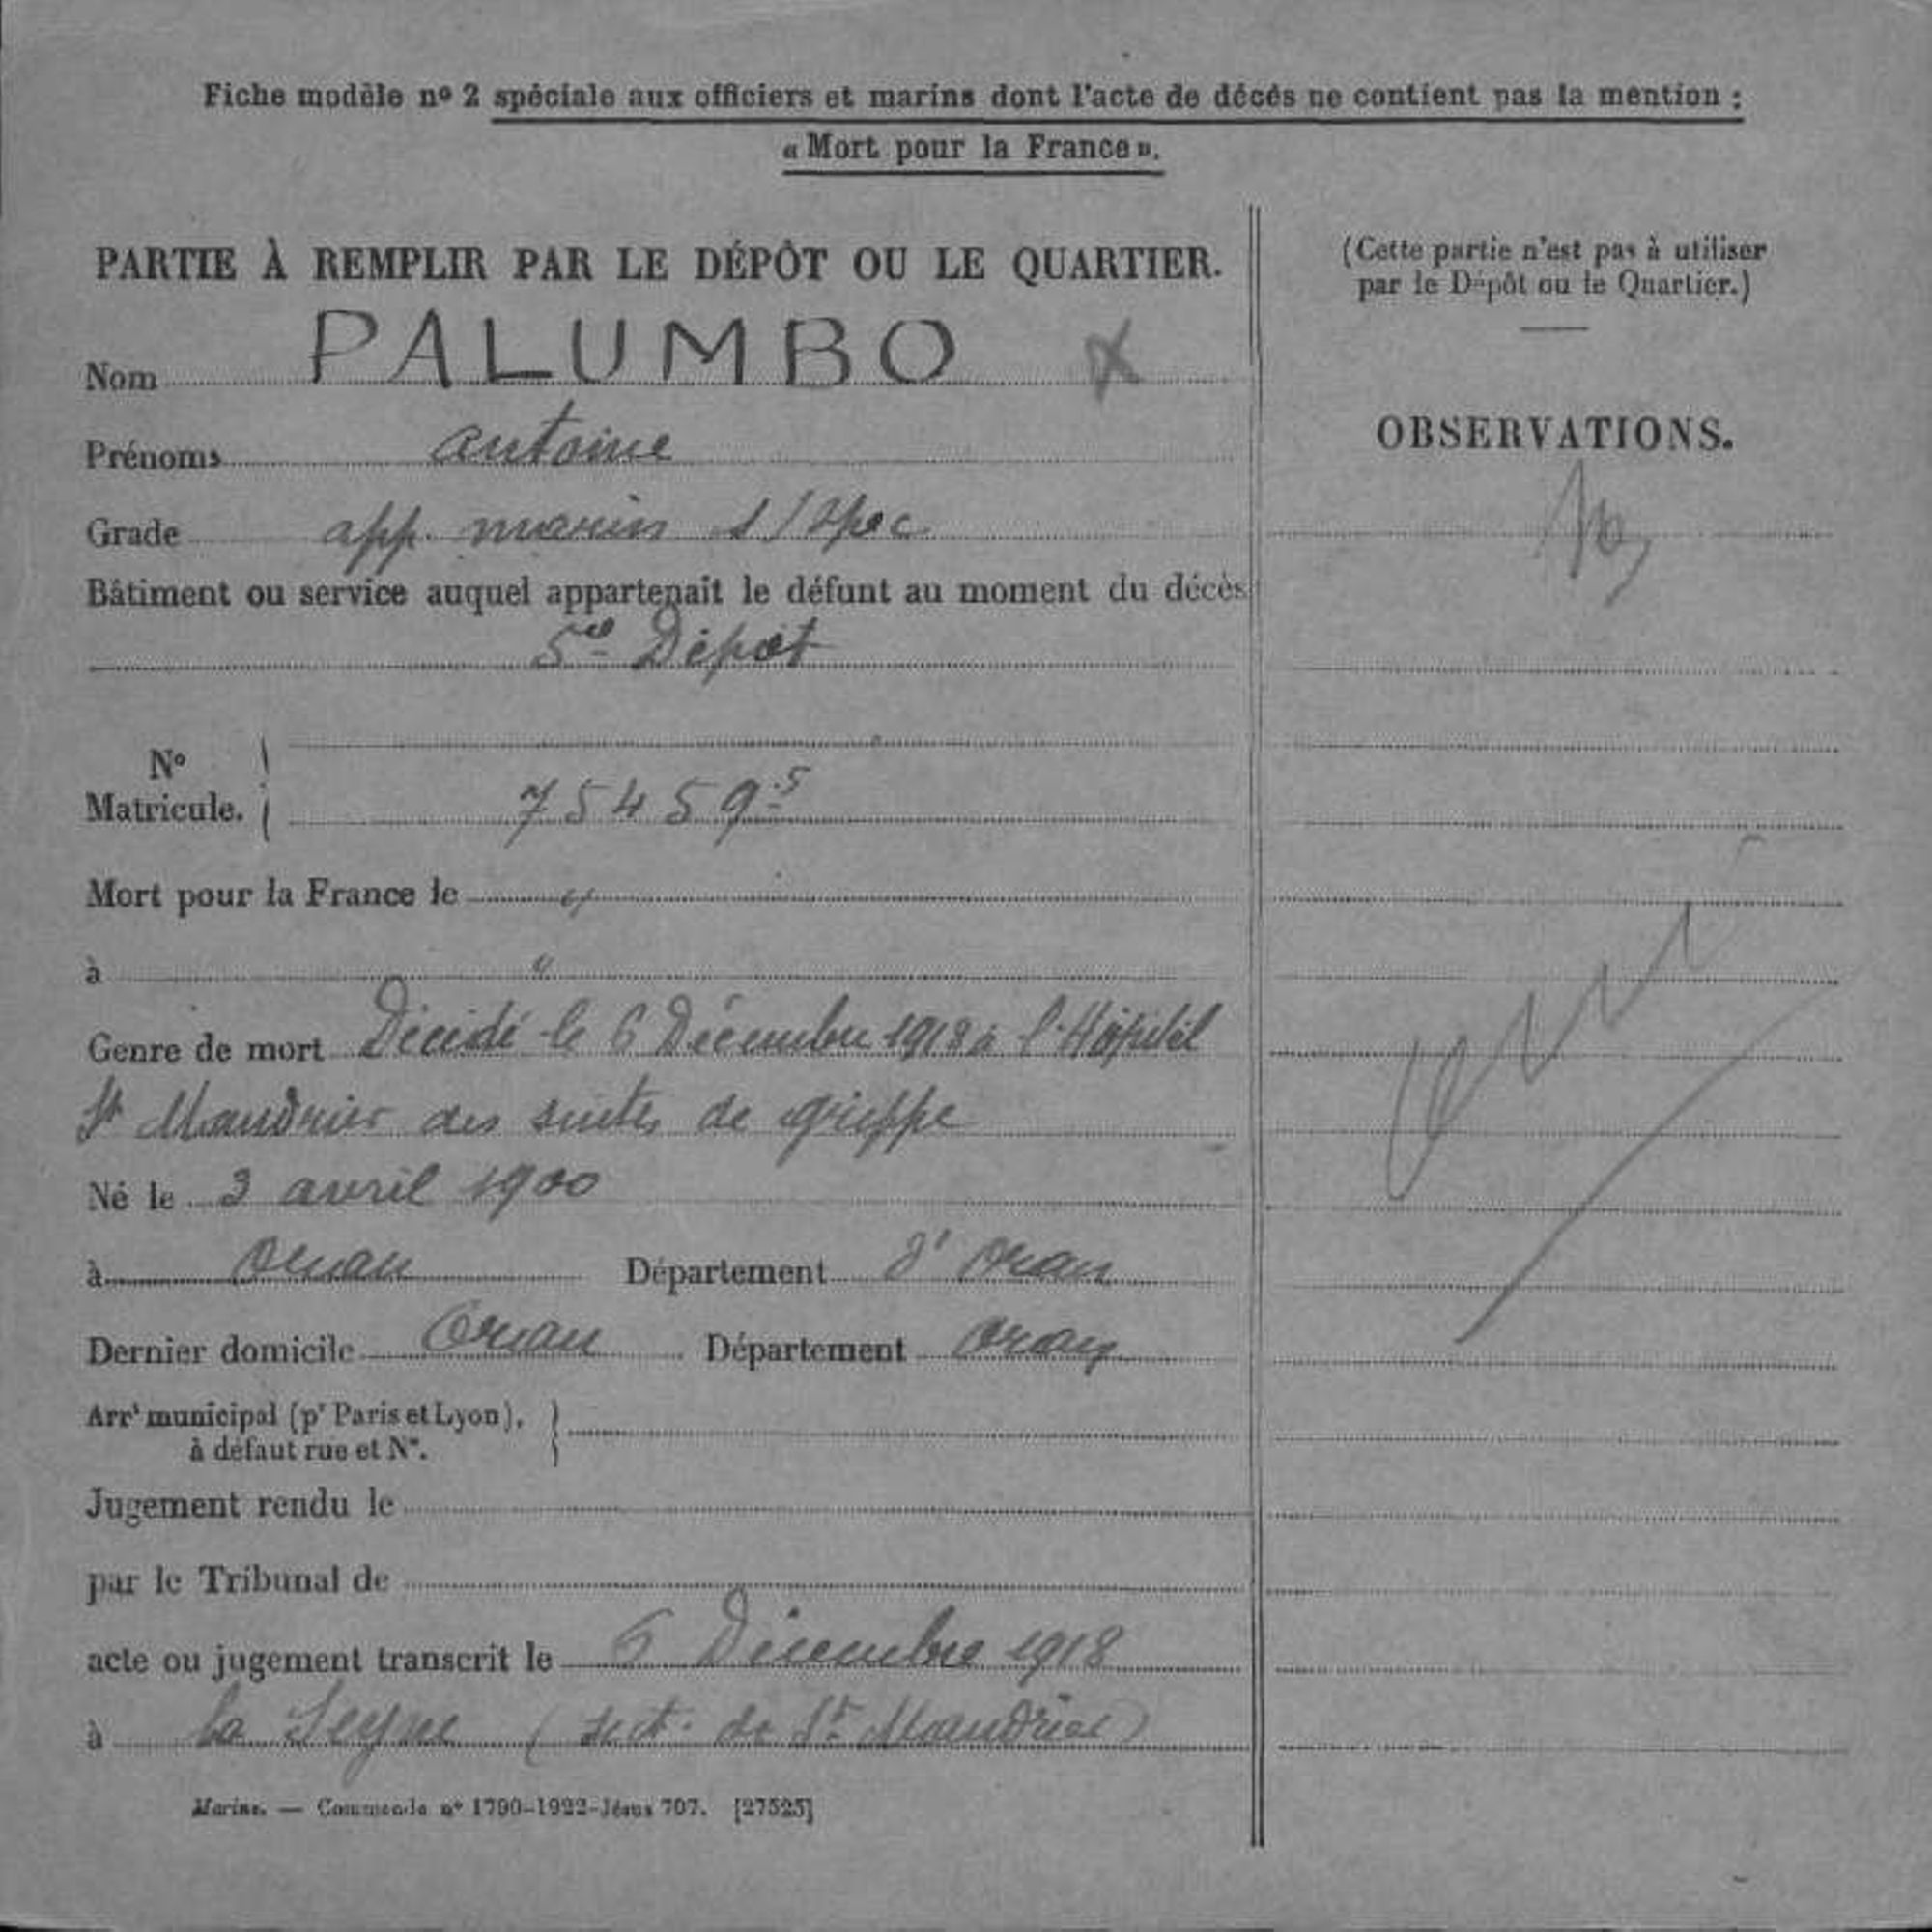 Fiche modèle nº 2 spéciale aux officiers et marins dont l'acte de décés ne contient pas la mention :
« Mort pour la France ».
PARTIE À REMPLIR PAR LE DÉPÔT OU LE QUARTIER.
(Cette partie n'est pas à utiliser
par le Dépôt ou le Quartier.)
Nom PALUMBO
OBSERVATIONS.
Prénoms antoine
Grade app. marin s/spec
Bâtiment ou service auquel appartenait le défunt au moment du décès
5e Dépôt
Nº
Matricule. 75459.5
Mort pour la France le "
à "
Genre de mort Décédé le 6 Décembre 1918 à l'Hôpital
St Mandrier des suites de grippe
Né le 3 avril 1900
à Oran Département d'Oran
Dernier domicile Oran Département Oran
Arrt municipal (pr Paris et Lyon),
à défaut rue et Nº.
Jugement rendu le
par le Tribunal de
acte ou jugement transcrit le 6 Décembre 1918
à La Seyne (sect. de St Mandrier)
Marine. — Commande nº 1790-1922-Jésus 707. [27525]